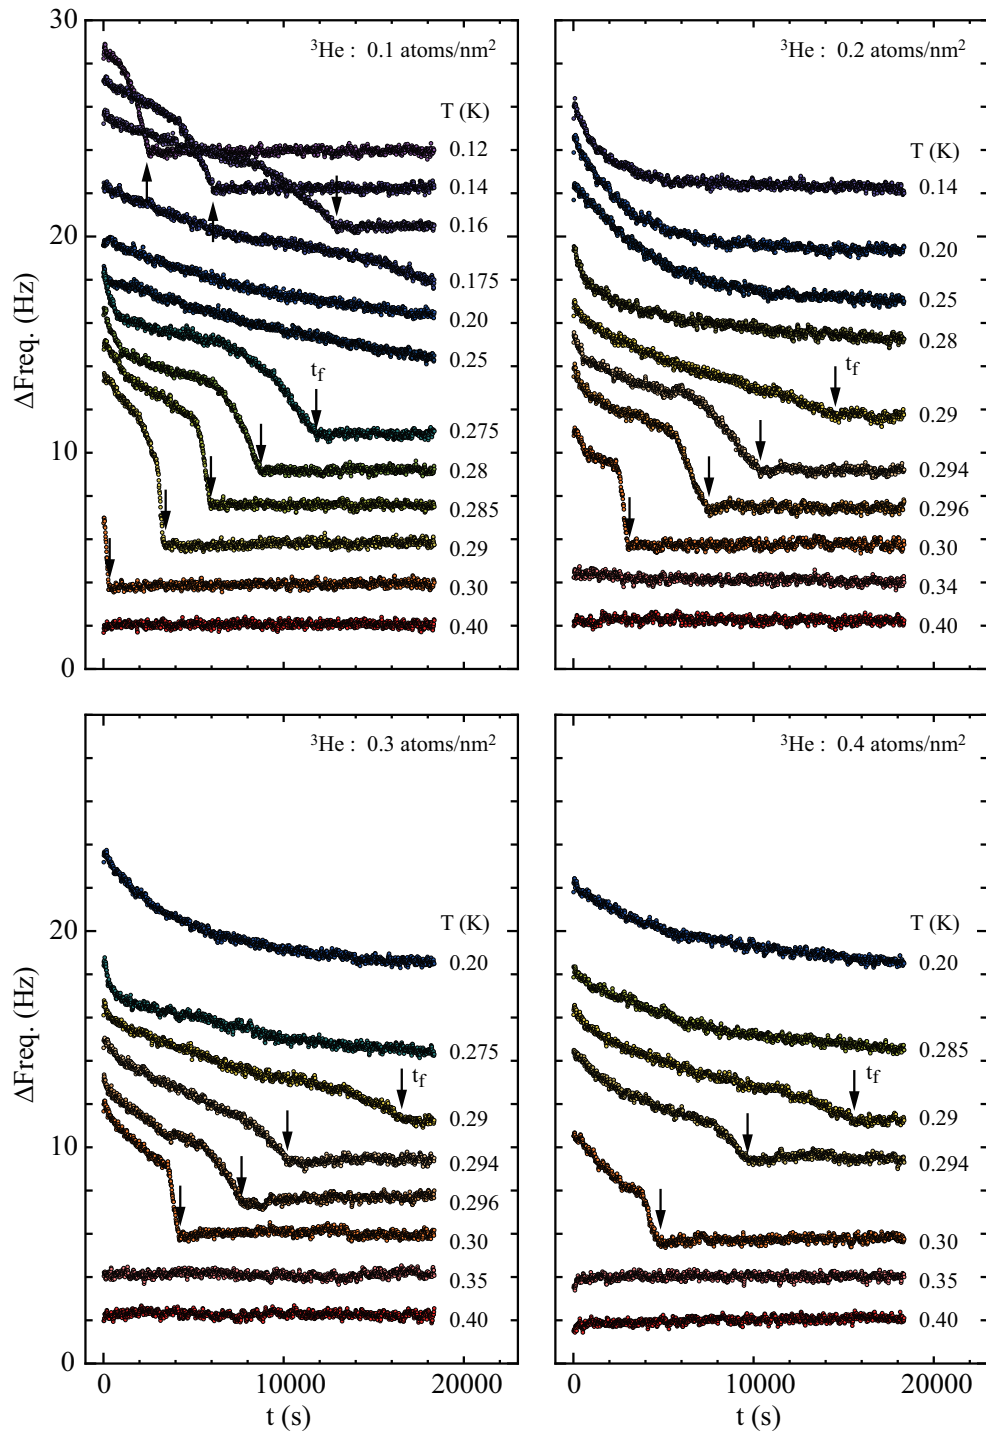 30
20
10
0
ΔFreq. (Hz)
³He : 0.1 atoms/nm²
T (K)
0.12
0.14
0.16
0.175
0.20
0.25
t_f
0.275
0.28
0.285
0.29
0.30
0.40
³He : 0.2 atoms/nm²
T (K)
0.14
0.20
0.25
0.28
t_f
0.29
0.294
0.296
0.30
0.34
0.40
20
10
0
ΔFreq. (Hz)
³He : 0.3 atoms/nm²
T (K)
0.20
0.275
t_f
0.29
0.294
0.296
0.30
0.35
0.40
0 10000 20000
t (s)
³He : 0.4 atoms/nm²
T (K)
0.20
0.285
t_f
0.29
0.294
0.30
0.35
0.40
0 10000 20000
t (s)